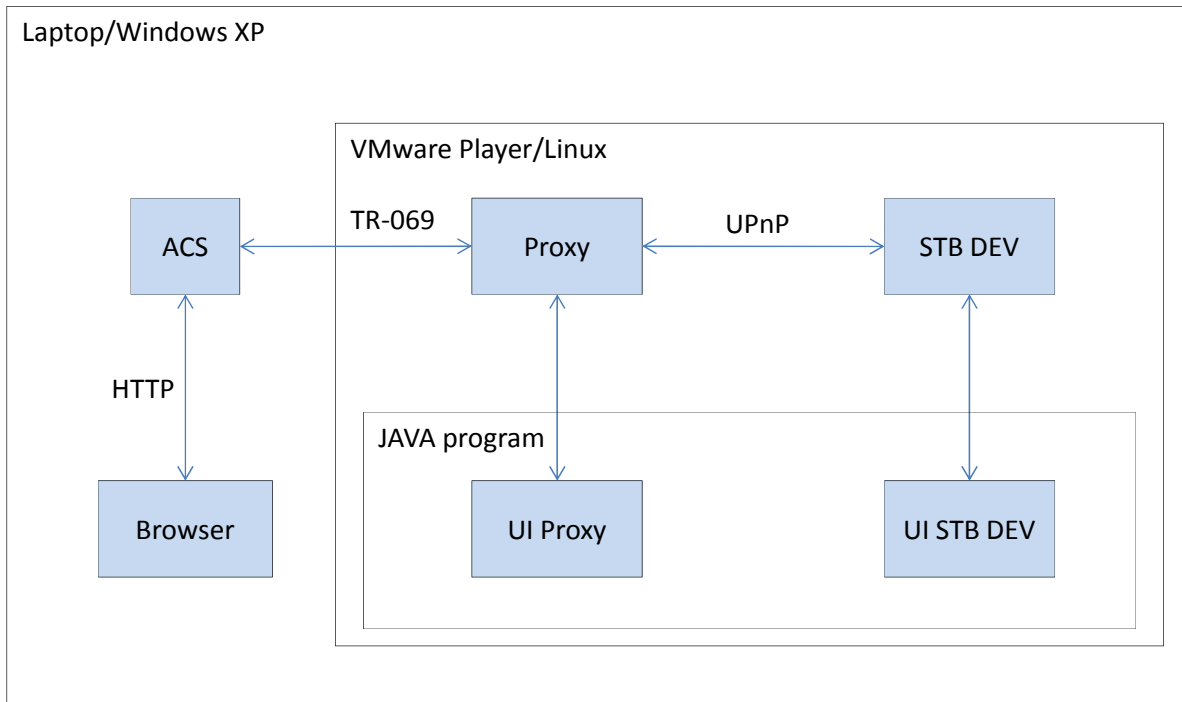 Laptop/Windows XP
VMware Player/Linux
ACS
TR-069
Proxy
UPnP
STB DEV
HTTP
JAVA program
Browser
UI Proxy
UI STB DEV